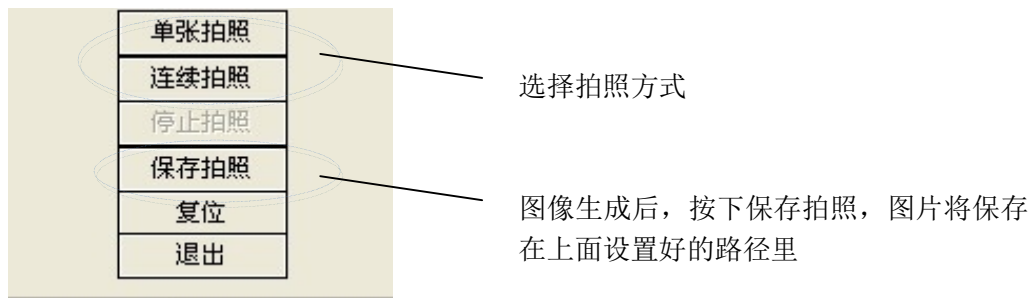 单张拍照
连续拍照
停止拍照
保存拍照
复位
退出
选择拍照方式
图像生成后，按下保存拍照，图片将保存
在上面设置好的路径里